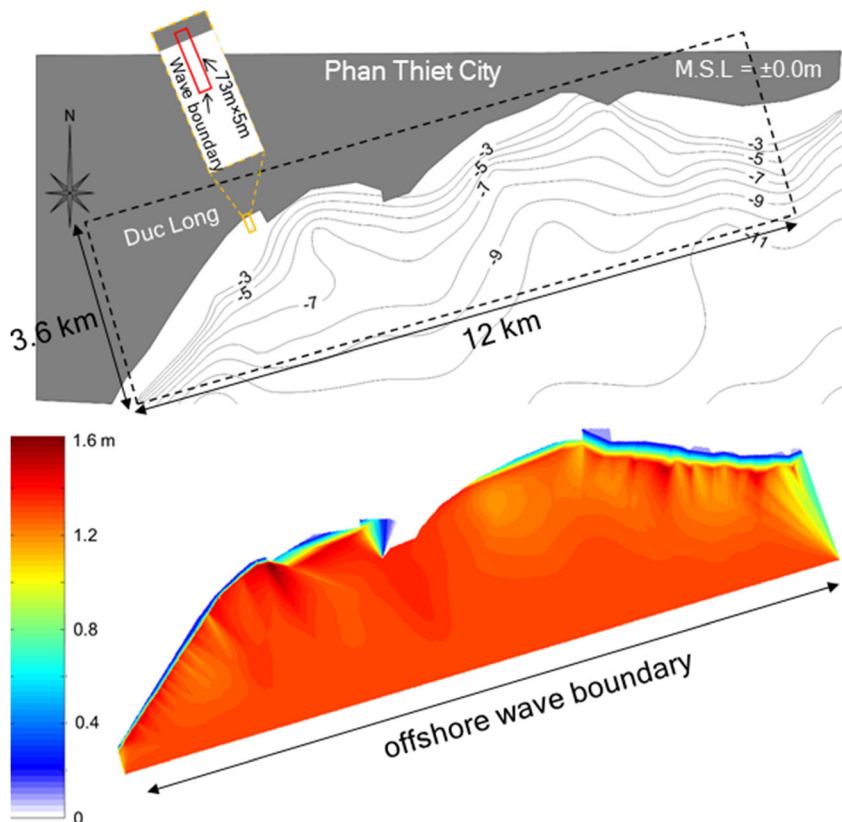 Phan Thiet City
M.S.L = ±0.0m
73m×5m
Wave boundary
N
Duc Long
-3
-5
-7
-3
-5
-7
-9
-11
-3
-5
-7
-9
3.6 km
12 km
1.6 m
1.2
0.8
0.4
0
offshore wave boundary